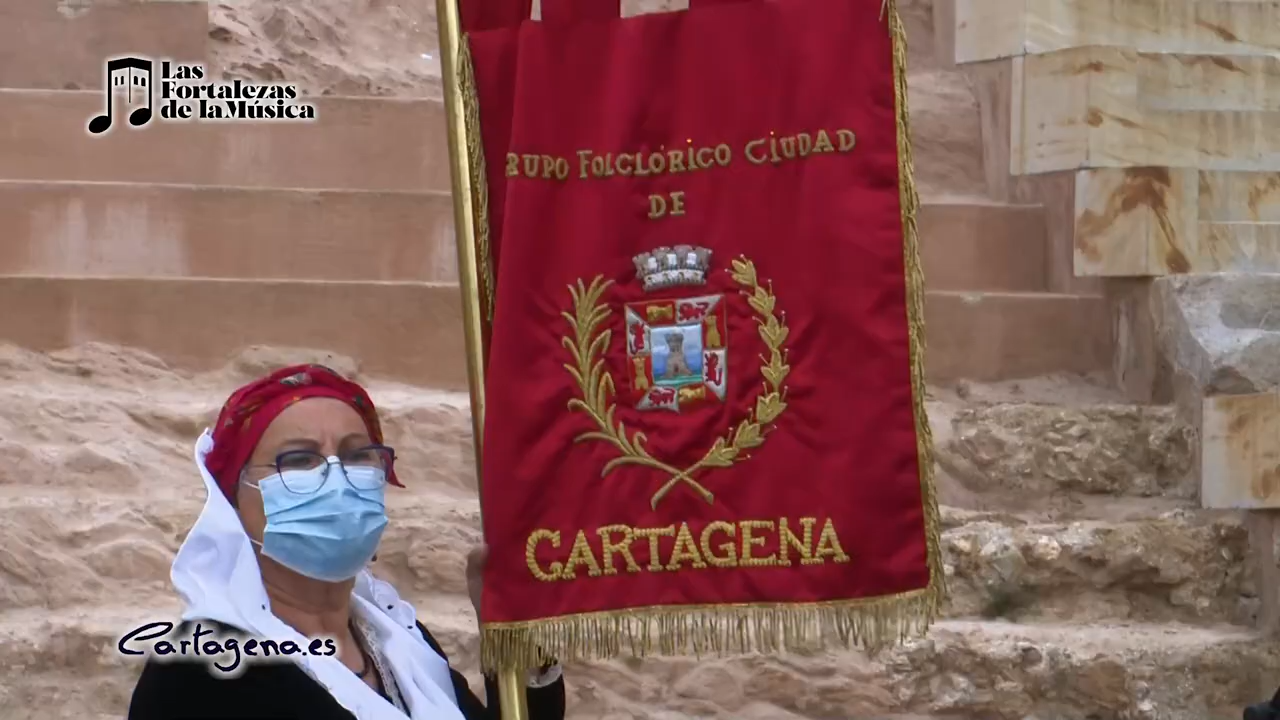 Las
Fortalezas
de la Música
RUPO FOLCLÓRICO CIUDAD
DE
CARTAGENA
Cartagena.es